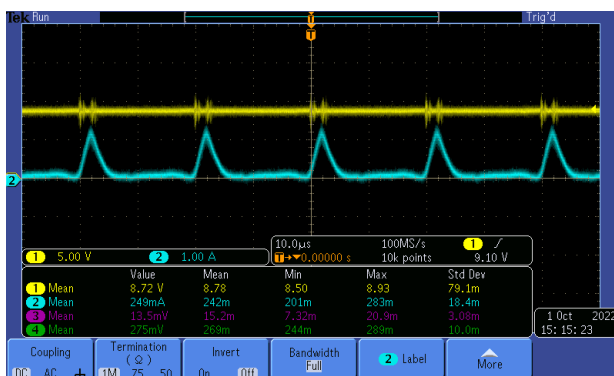 Tek Run Trig'd
T
T
2
10.0µs 100MS/s 1
1 5.00 V 2 1.00 A T→▼0.00000 s 10k points 9.10 V
Value Mean Min Max Std Dev
1 Mean 8.72 V 8.78 8.50 8.93 79.1m
2 Mean 249mA 242m 201m 283m 18.4m
3 Mean 13.5mV 15.2m 7.32m 20.9m 3.08m
4 Mean 275mV 269m 244m 289m 10.0m
1 Oct 2022
15:15:23
Coupling Termination Invert Bandwidth 2 Label More
(Ω) Full
DC AC 1M 75 50 On Off